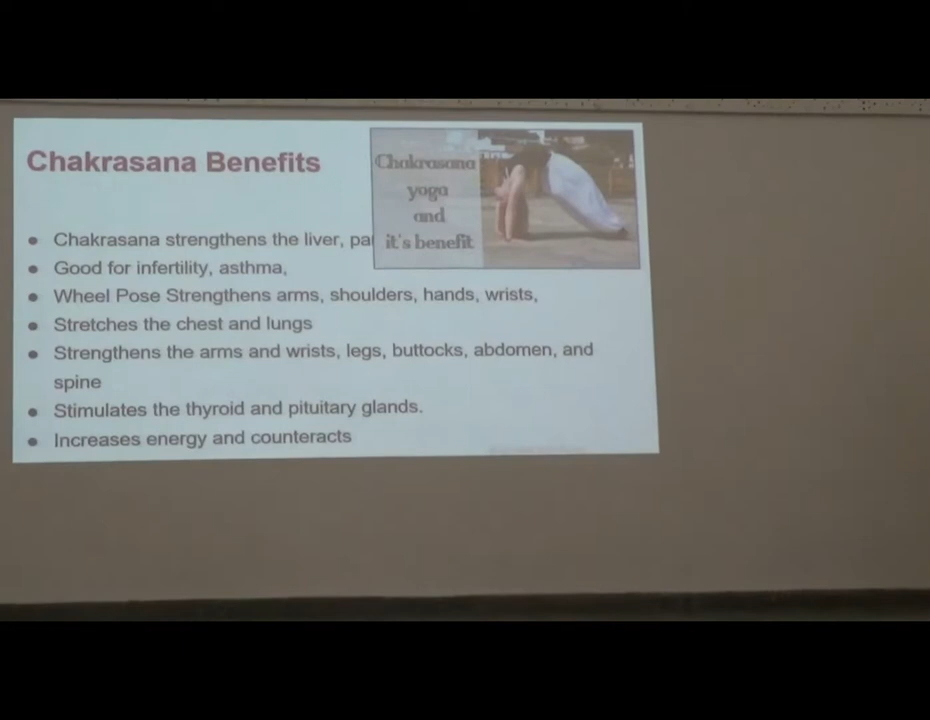 Chakrasana Benefits
Chakrasana
yoga
and
it's benefit
• Chakrasana strengthens the liver,
• Good for infertility, asthma,
• Wheel Pose Strengthens arms, shoulders, hands, wrists,
• Stretches the chest and lungs
• Strengthens the arms and wrists, legs, buttocks, abdomen, and
spine
• Stimulates the thyroid and pituitary glands.
• Increases energy and counteracts